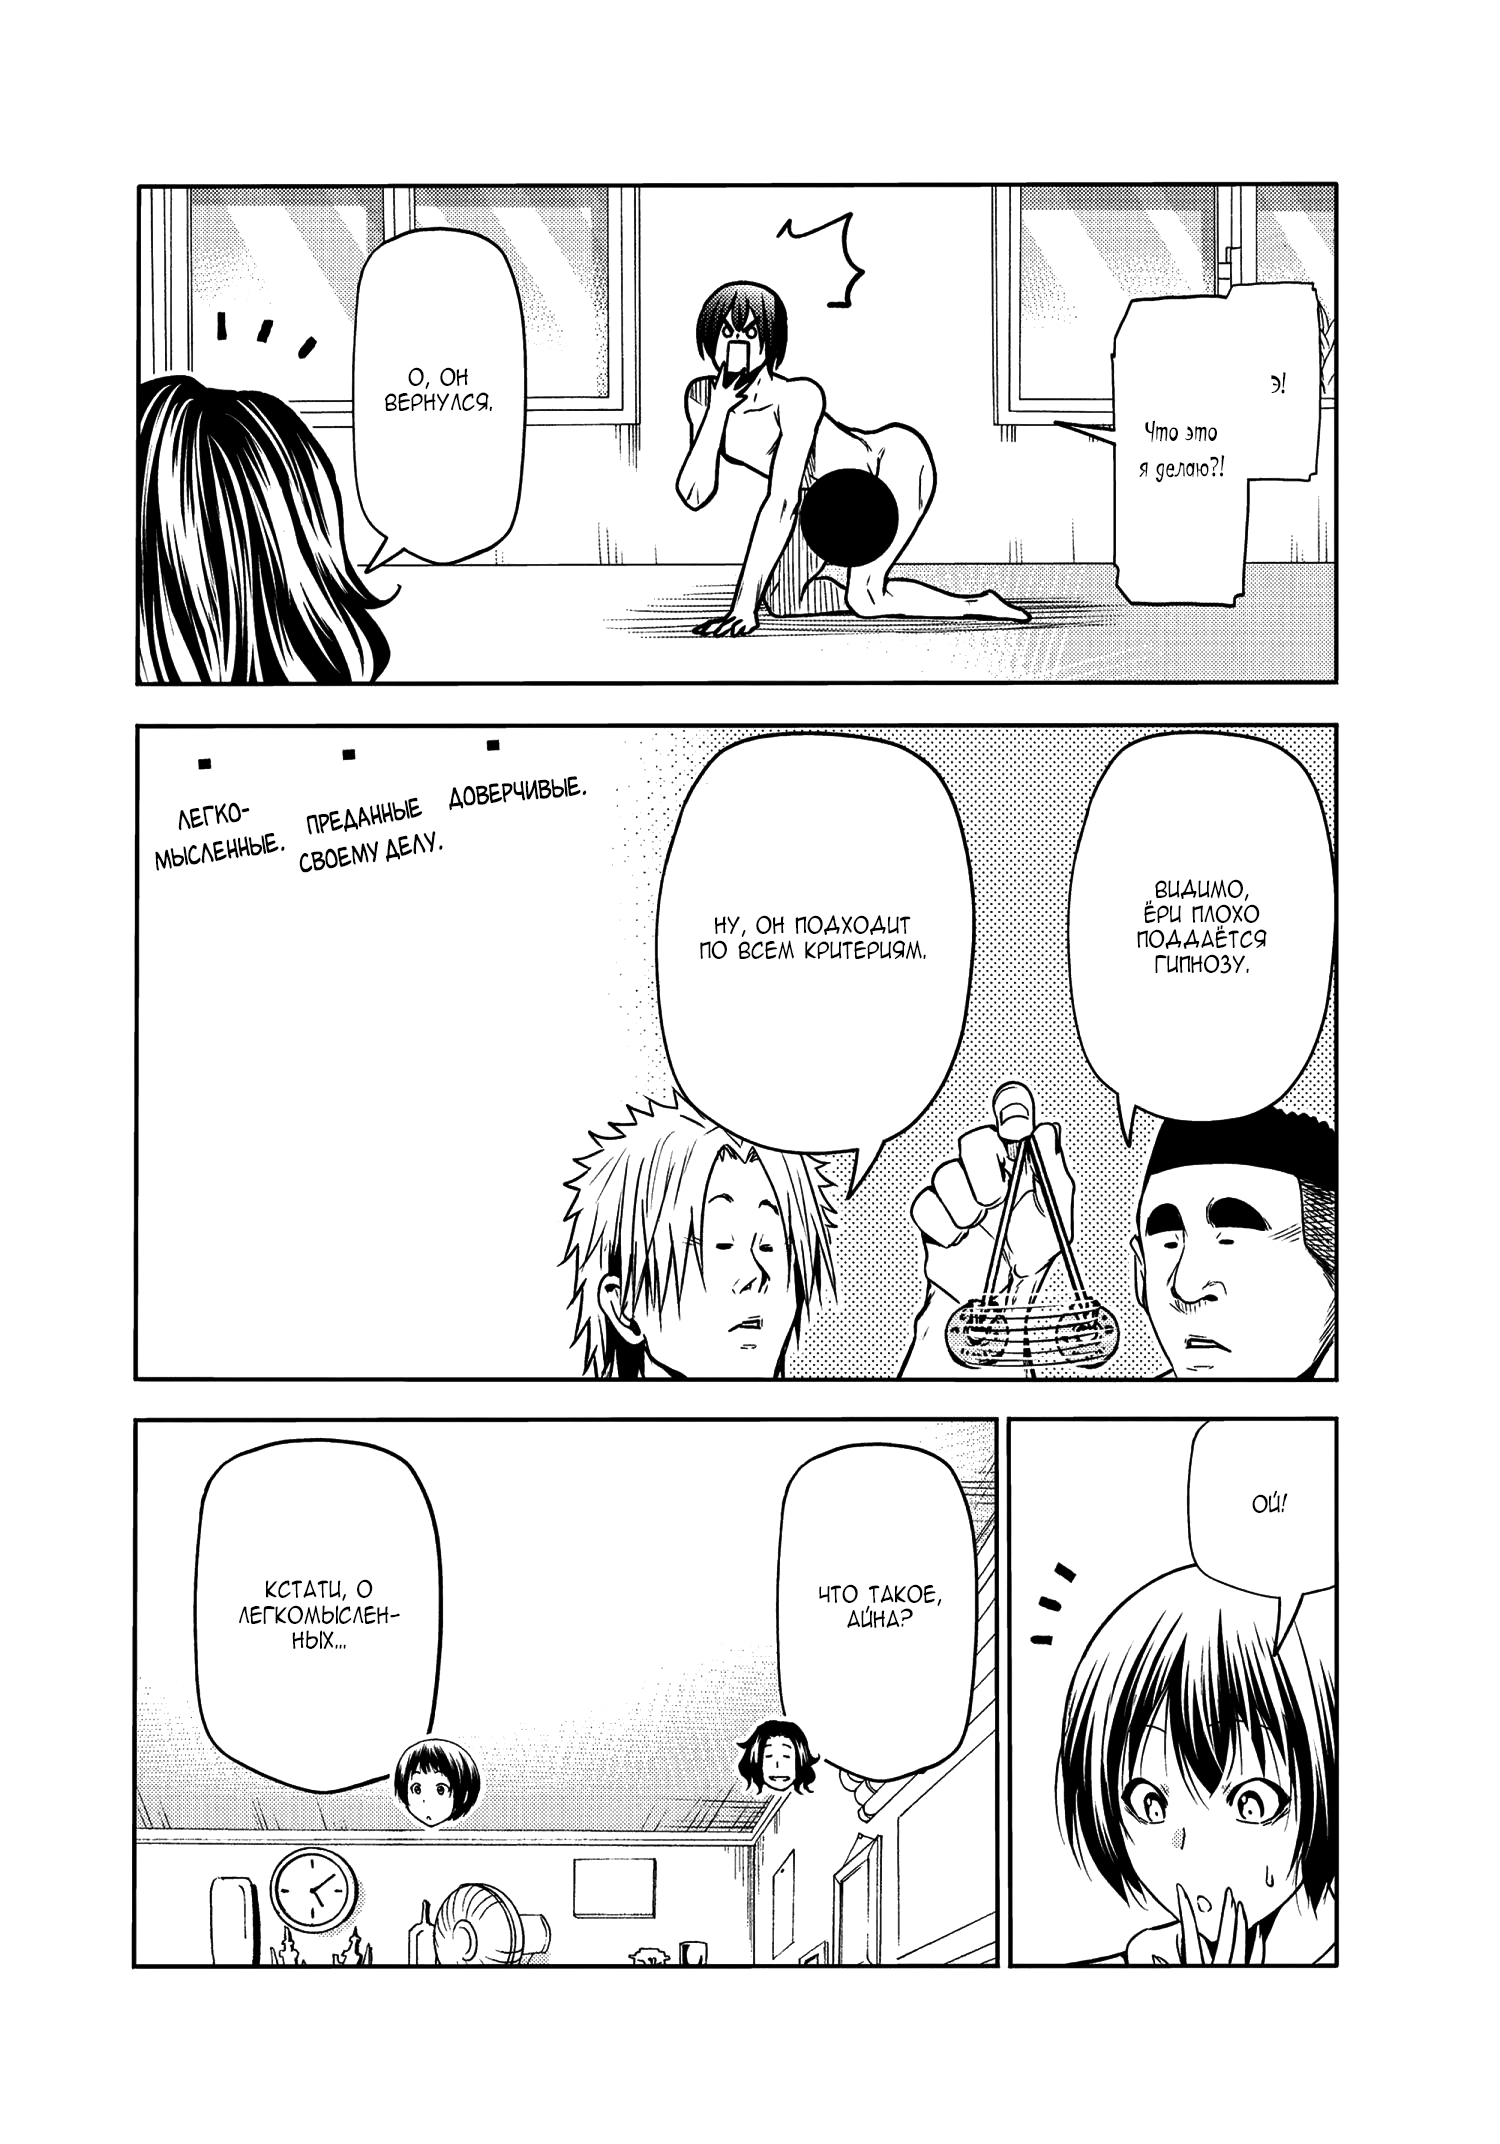 Э!
Что это
я делаю?!
О, ОН
ВЕРНУЛСЯ.
ВИДИМО,
ЁРИ ПЛОХО
ПОДДАЁТСЯ
ГИПНОЗУ.
НУ, ОН ПОДХОДИТ
ПО ВСЕМ КРИТЕРИЯМ.
ДОВЕРЧИВЫЕ.
ПРЕДАННЫЕ
СВОЕМУ ДЕЛУ.
ЛЕГКО-
МЫСЛЕННЫЕ.
ОЙ!
ЧТО ТАКОЕ,
АЙНА?
КСТАТИ, О
ЛЕГКОМЫСЛЕН-
НЫХ...